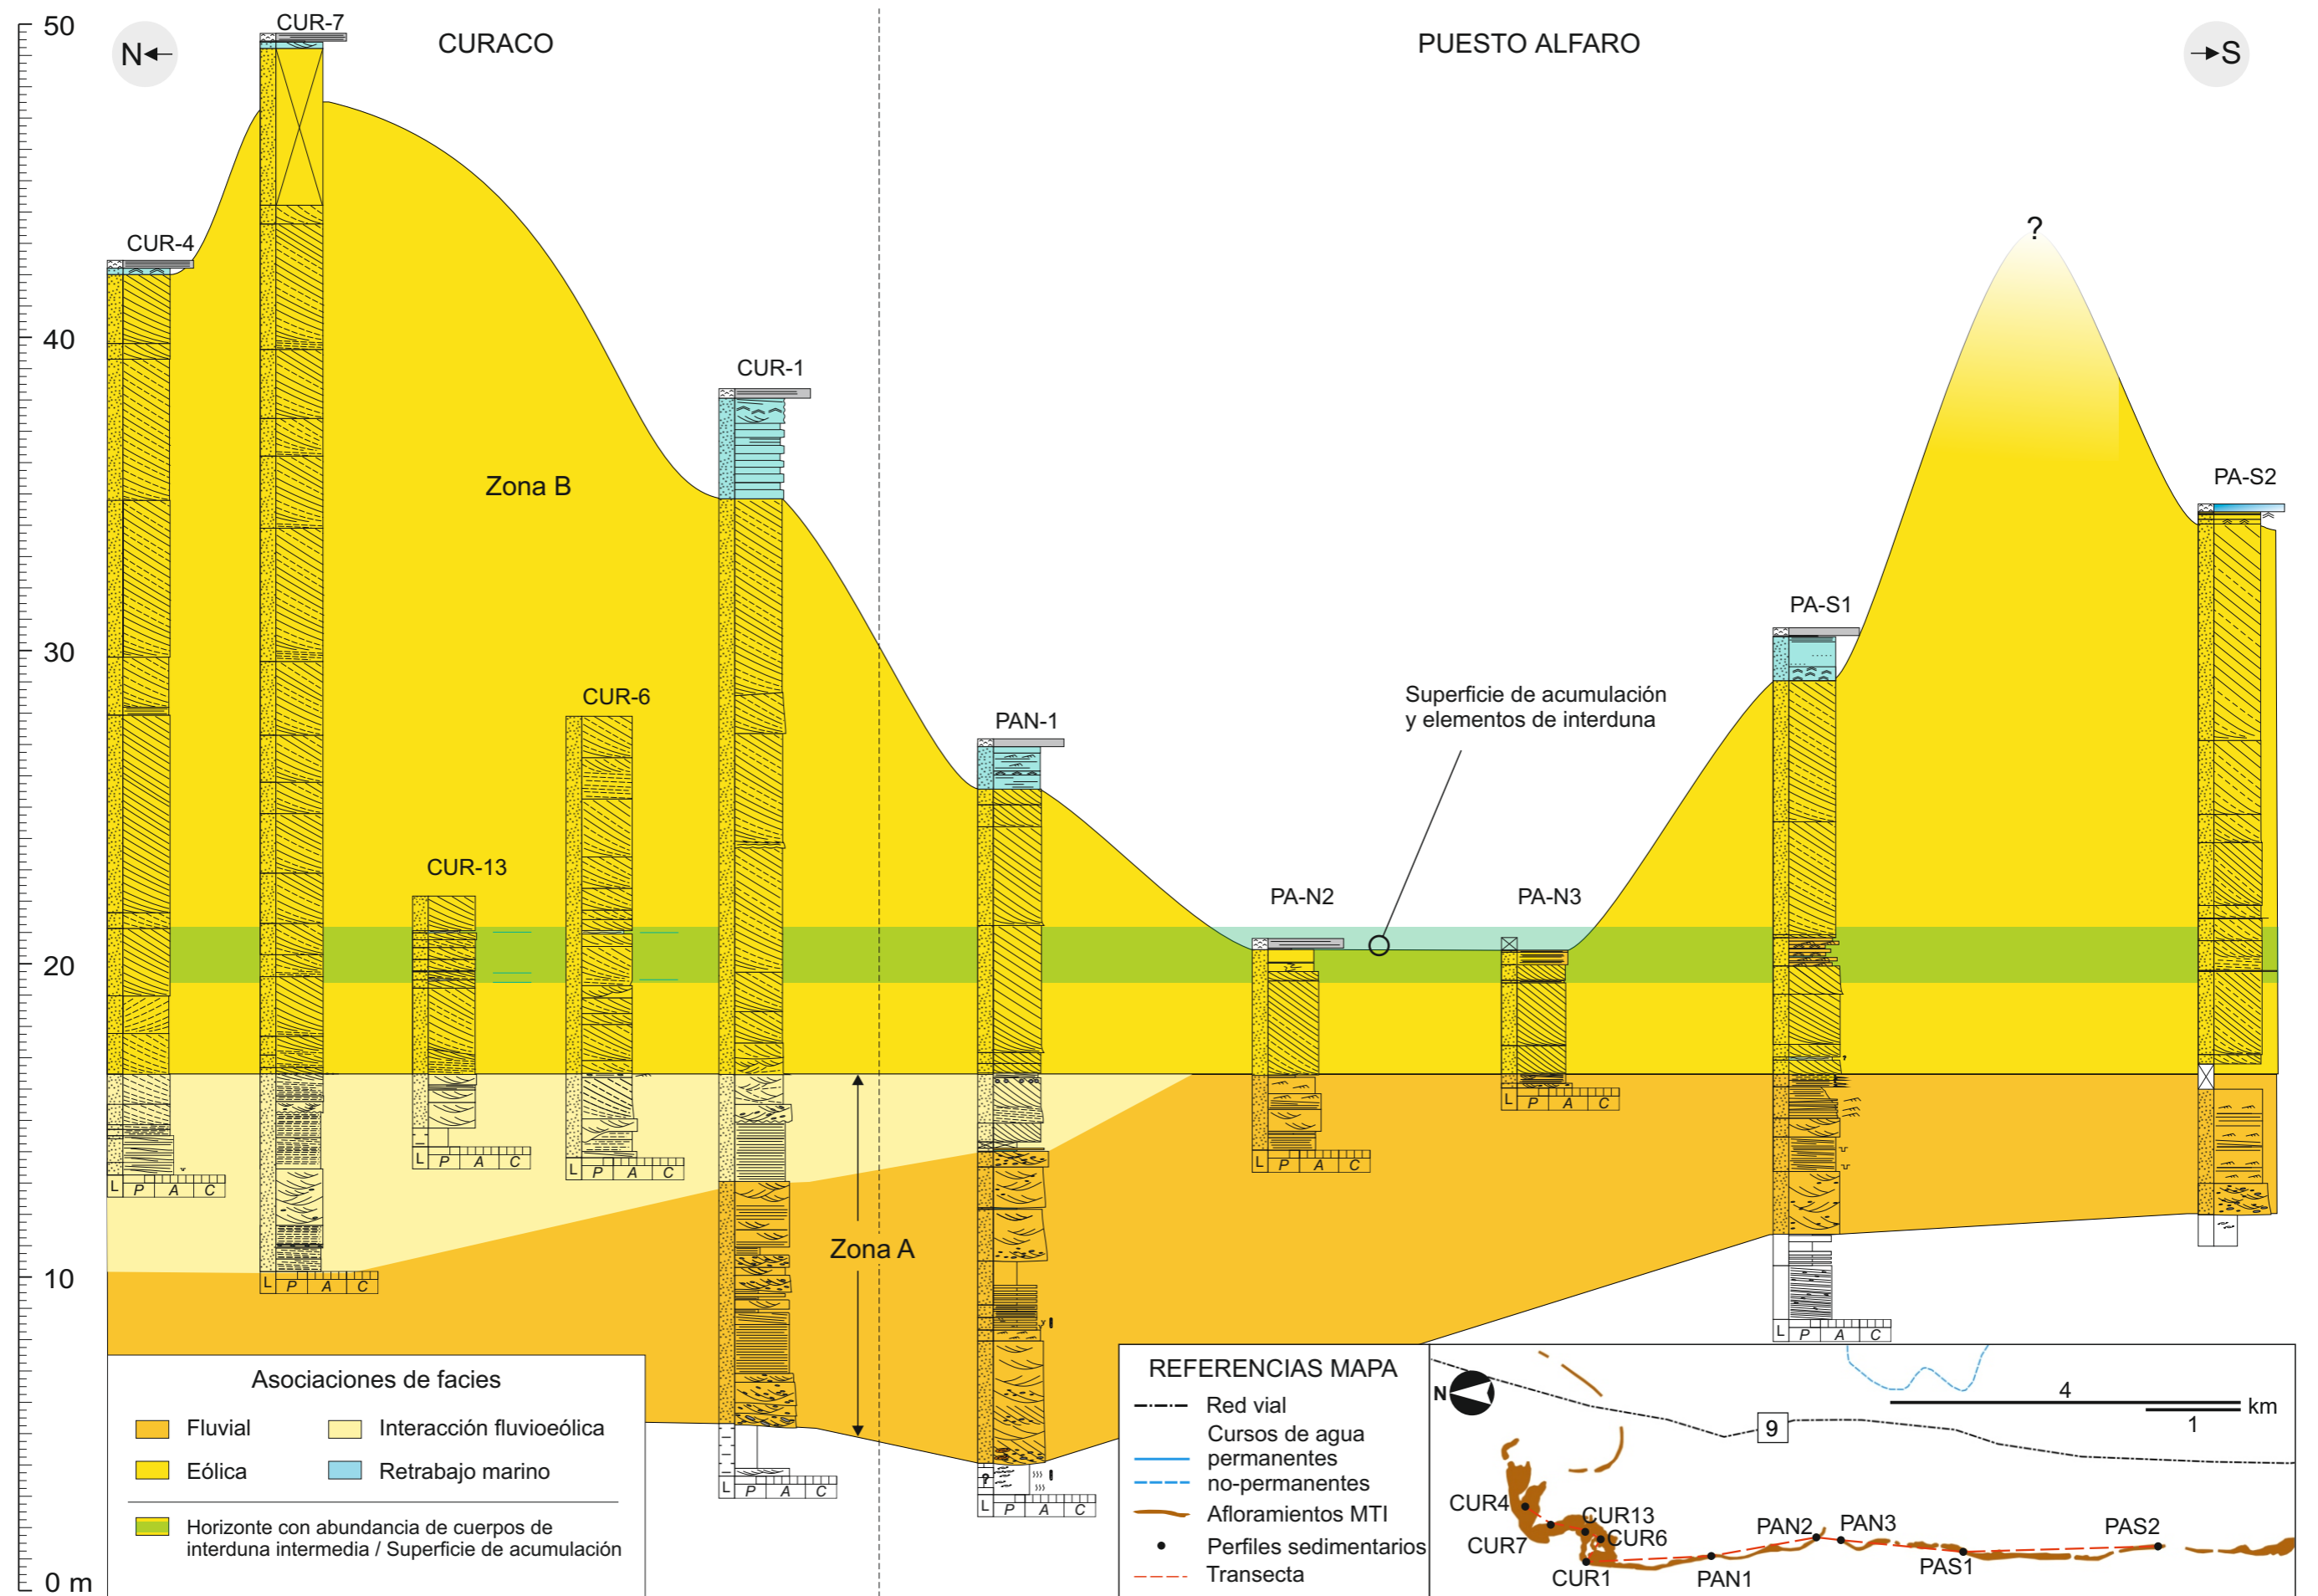 50
40
30
20
10
0 m
N
CURACO
PUESTO ALFARO
S
CUR-7
CUR-4
CUR-1
CUR-6
CUR-13
PAN-1
PA-N2
PA-N3
PA-S1
PA-S2
?
Zona B
Superficie de acumulación
y elementos de interduna
Zona A
L P A C
L P A C
L P A C
L P A C
L P A C
?
L P A C
L P A C
L P A C
L P A C
Asociaciones de facies
Fluvial
Interacción fluvioeólica
Eólica
Retrabajo marino
Horizonte con abundancia de cuerpos de
interduna intermedia / Superficie de acumulación
REFERENCIAS MAPA
Red vial
Cursos de agua
permanentes
no-permanentes
Afloramientos MTI
Perfiles sedimentarios
Transecta
N
4
km
1
9
CUR4
CUR13
CUR7
CUR6
CUR1
PAN1
PAN2
PAN3
PAS1
PAS2